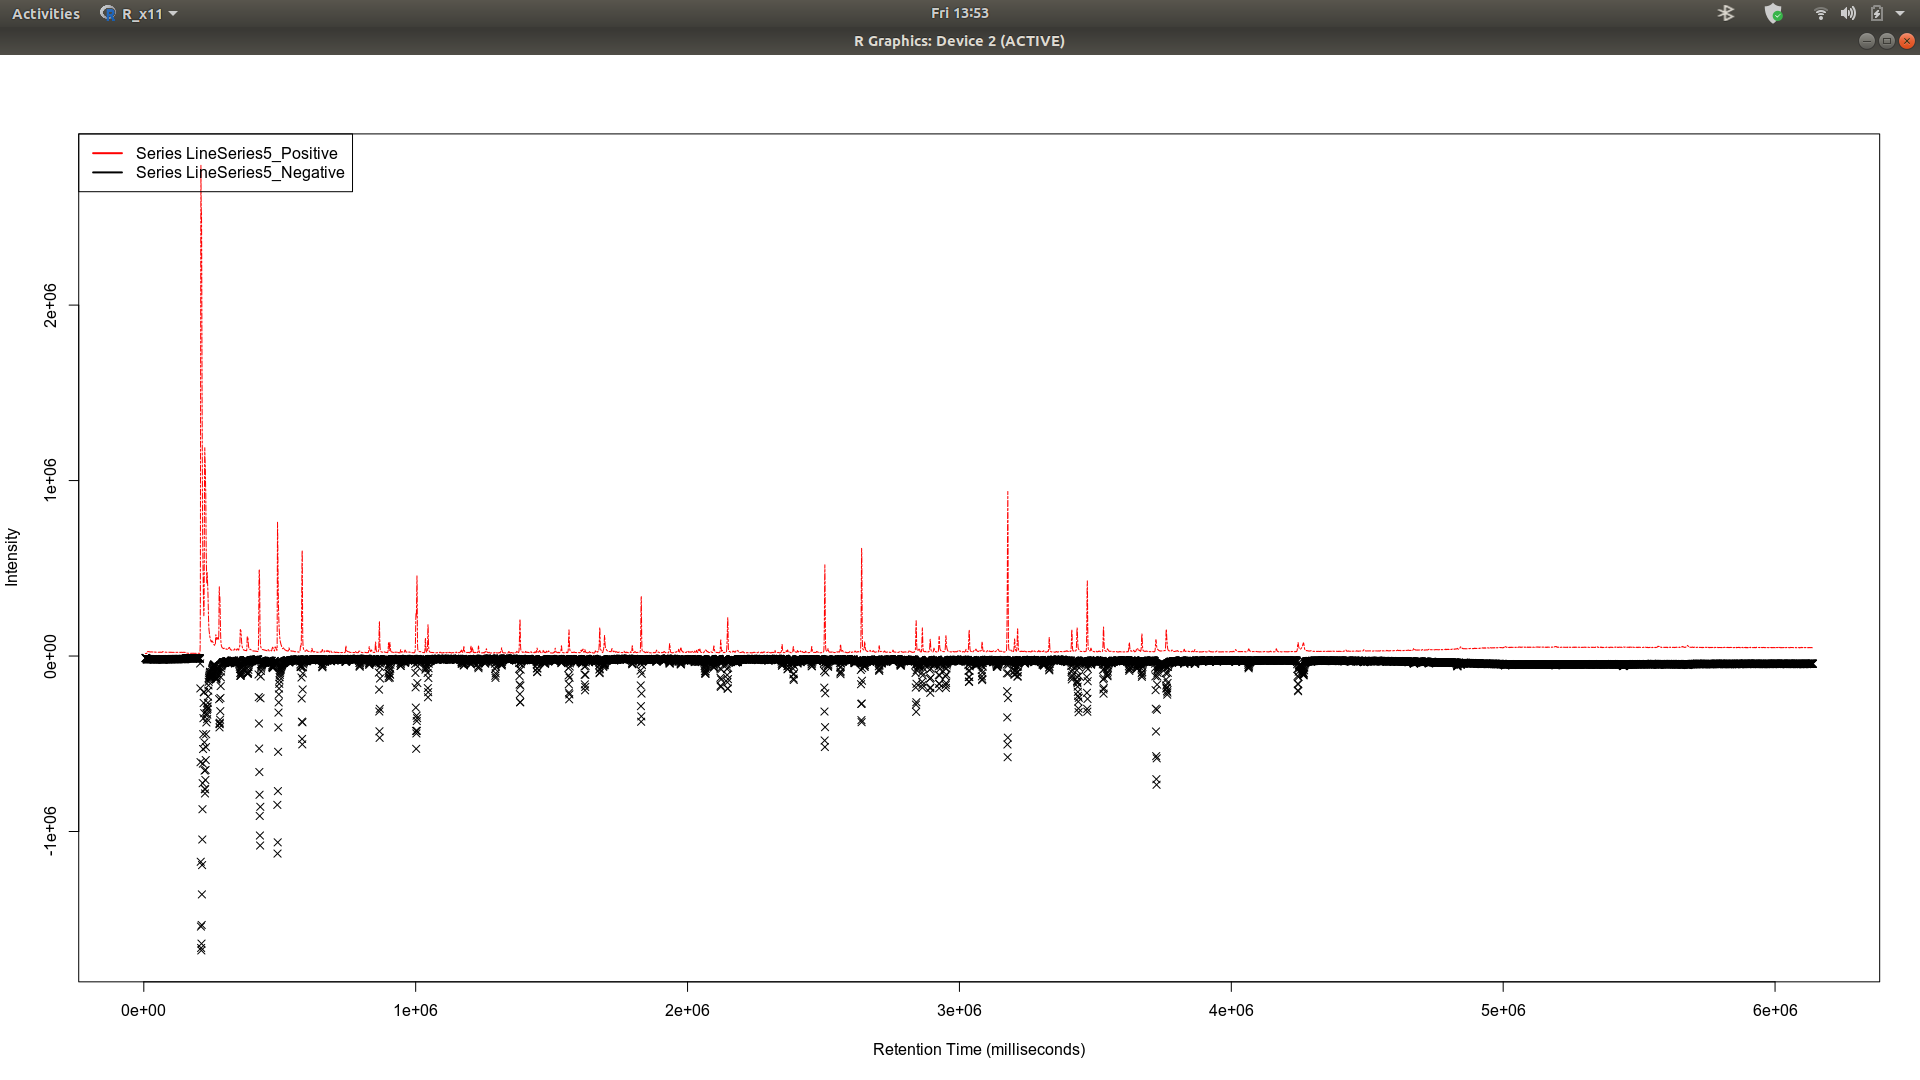 Activities R_x11 Fri 13:53
R Graphics: Device 2 (ACTIVE)
Series LineSeries5_Positive
Series LineSeries5_Negative
2e+06
1e+06
0e+00
-1e+06
Intensity
0e+00 1e+06 2e+06 3e+06 4e+06 5e+06 6e+06
Retention Time (milliseconds)